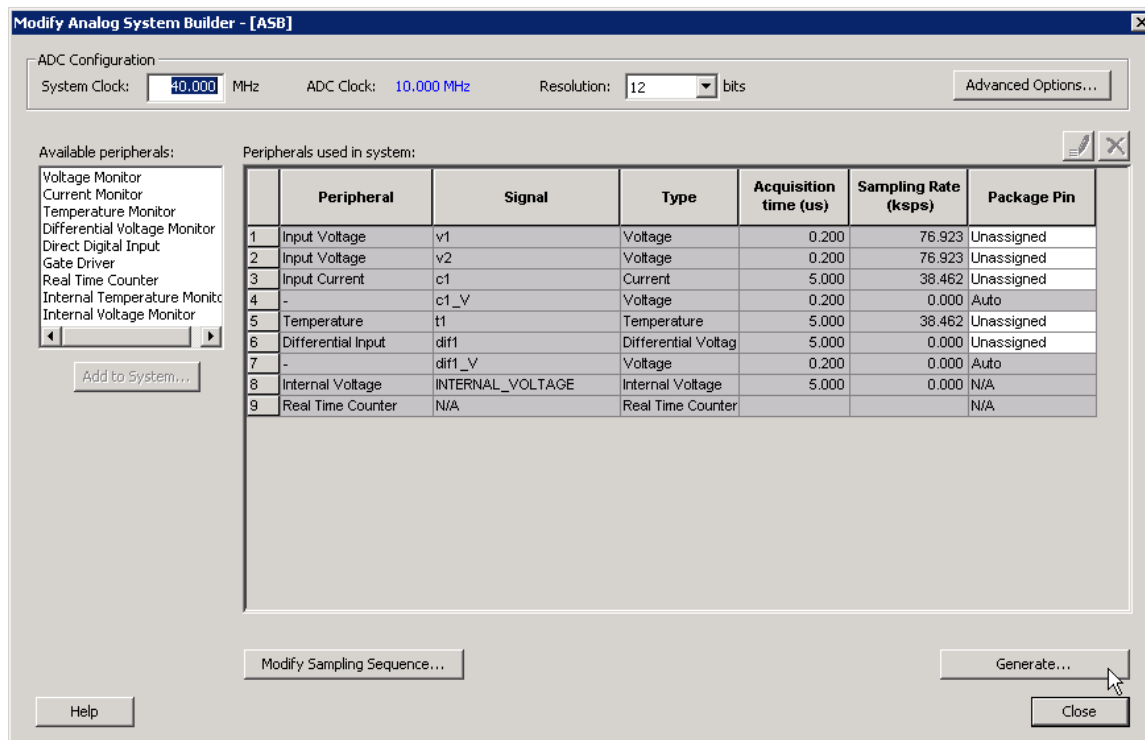 Modify Analog System Builder - [ASB]
ADC Configuration
System Clock: 40.000 MHz ADC Clock: 10.000 MHz Resolution: 12 bits Advanced Options...
Available peripherals:
Voltage Monitor
Current Monitor
Temperature Monitor
Differential Voltage Monitor
Direct Digital Input
Gate Driver
Real Time Counter
Internal Temperature Monitc
Internal Voltage Monitor
Add to System...
Peripherals used in system:
Peripheral Signal Type Acquisition time (us) Sampling Rate (ksps) Package Pin
1 Input Voltage v1 Voltage 0.200 76.923 Unassigned
2 Input Voltage v2 Voltage 0.200 76.923 Unassigned
3 Input Current c1 Current 5.000 38.462 Unassigned
4 - c1_V Voltage 0.200 0.000 Auto
5 Temperature t1 Temperature 5.000 38.462 Unassigned
6 Differential Input dif1 Differential Voltag 5.000 0.000 Unassigned
7 - dif1_V Voltage 0.200 0.000 Auto
8 Internal Voltage INTERNAL_VOLTAGE Internal Voltage 5.000 0.000 N/A
9 Real Time Counter N/A Real Time Counter N/A
Modify Sampling Sequence... Generate...
Help Close